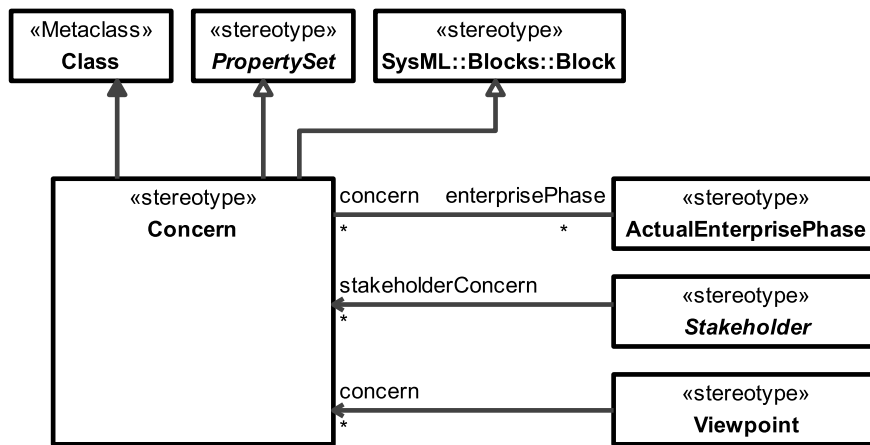 «Metaclass»
Class
«stereotype»
PropertySet
«stereotype»
SysML::Blocks::Block
«stereotype»
Concern
concern
*
enterprisePhase
*
«stereotype»
ActualEnterprisePhase
stakeholderConcern
*
«stereotype»
Stakeholder
concern
*
«stereotype»
Viewpoint